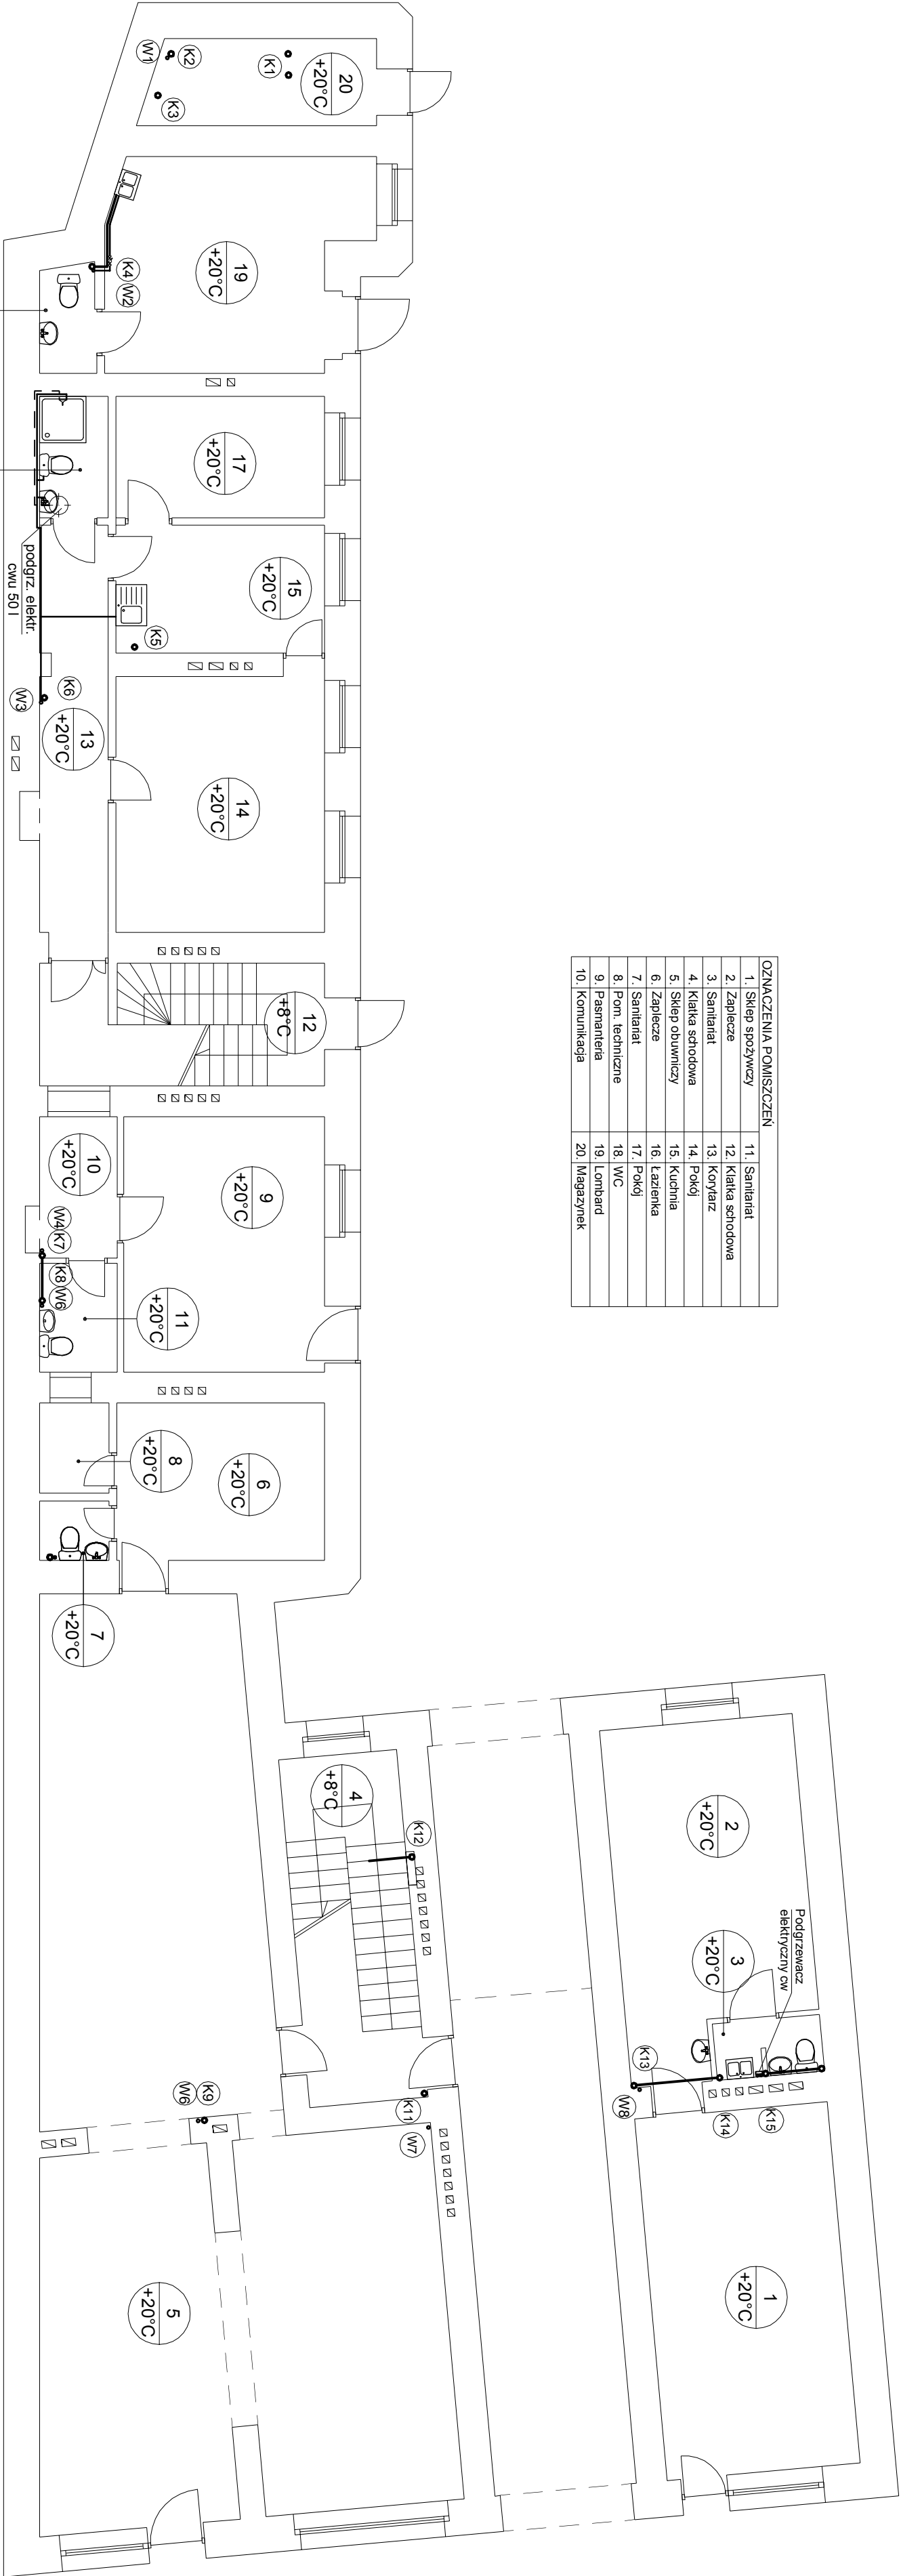 OZNACZENIA POMISZCZEŃ
1. Sklep spożywczy 11. Sanitariat
2. Zaplecze 12. Klatka schodowa
3. Sanitariat 13. Korytarz
4. Klatka schodowa 14. Pokój
5. Sklep obuwniczy 15. Kuchnia
6. Zaplecze 16. Łazienka
7. Sanitariat 17. Pokój
8. Pom. techniczne 18. WC
9. Pasmanteria 19. Lombard
10. Komunikacja 20. Magazynek
20
+20°C
K1
K2
W1
K3
19
+20°C
K4
W2
17
+20°C
15
+20°C
K5
podgrz. elektr.
cwu 50 l
K6
W3
13
+20°C
14
+20°C
12
+8°C
10
+20°C
9
+20°C
W4
K7
K8
W6
11
+20°C
8
+20°C
6
+20°C
7
+20°C
4
+8°C
K12
2
+20°C
3
+20°C
Podgrzewacz
elektryczny cw
K13
W8
K14
K15
K11
W7
K9
W6
1
+20°C
5
+20°C